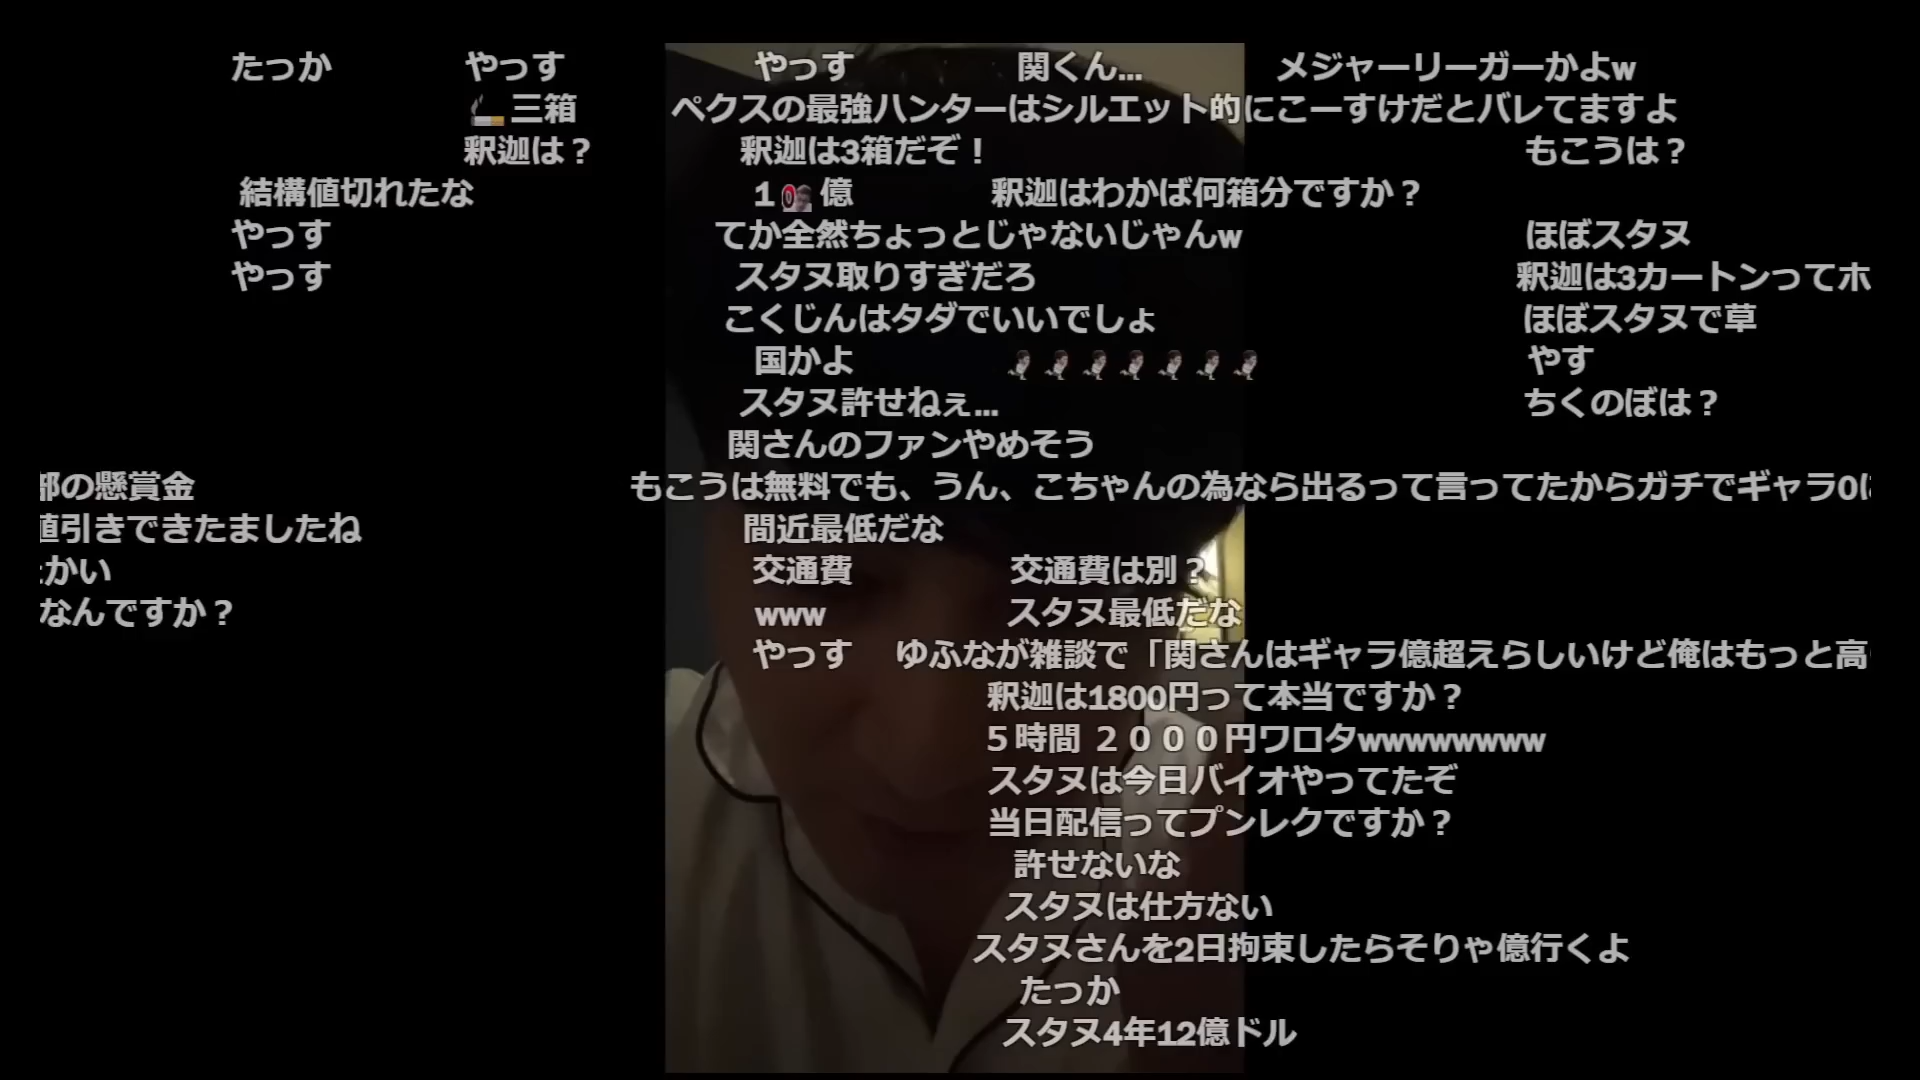 たっか やっす やっす 関くん... メジャーリーガーかよw
三箱 ペクスの最強ハンターはシルエット的にこーすけだとバレてますよ
釈迦は？ 釈迦は3箱だぞ！ もこうは？
結構値切れたな 10億 釈迦はわかば何箱分ですか？
やっす てか全然ちょっとじゃないじゃんw ほぼスタヌ
やっす スタヌ取りすぎだろ 釈迦は3カートンってホ
こくじんはタダでいいでしょ ほぼスタヌで草
国かよ やす
スタヌ許せねぇ... ちくのぼは？
関さんのファンやめそう
部の懸賞金 もこうは無料でも、うん、こちゃんの為なら出るって言ってたからガチでギャラ0に
値引きできたましたね 間近最低だな
かい 交通費 交通費は別？
なんですか？ www スタヌ最低だな
やっす ゆふなが雑談で「関さんはギャラ億超えらしいけど俺はもっと高
釈迦は1800円って本当ですか？
５時間 ２０００円ワロタwwwwwwww
スタヌは今日バイオやってたぞ
当日配信ってプンレクですか？
許せないな
スタヌは仕方ない
スタヌさんを2日拘束したらそりゃ億行くよ
たっか
スタヌ4年12億ドル